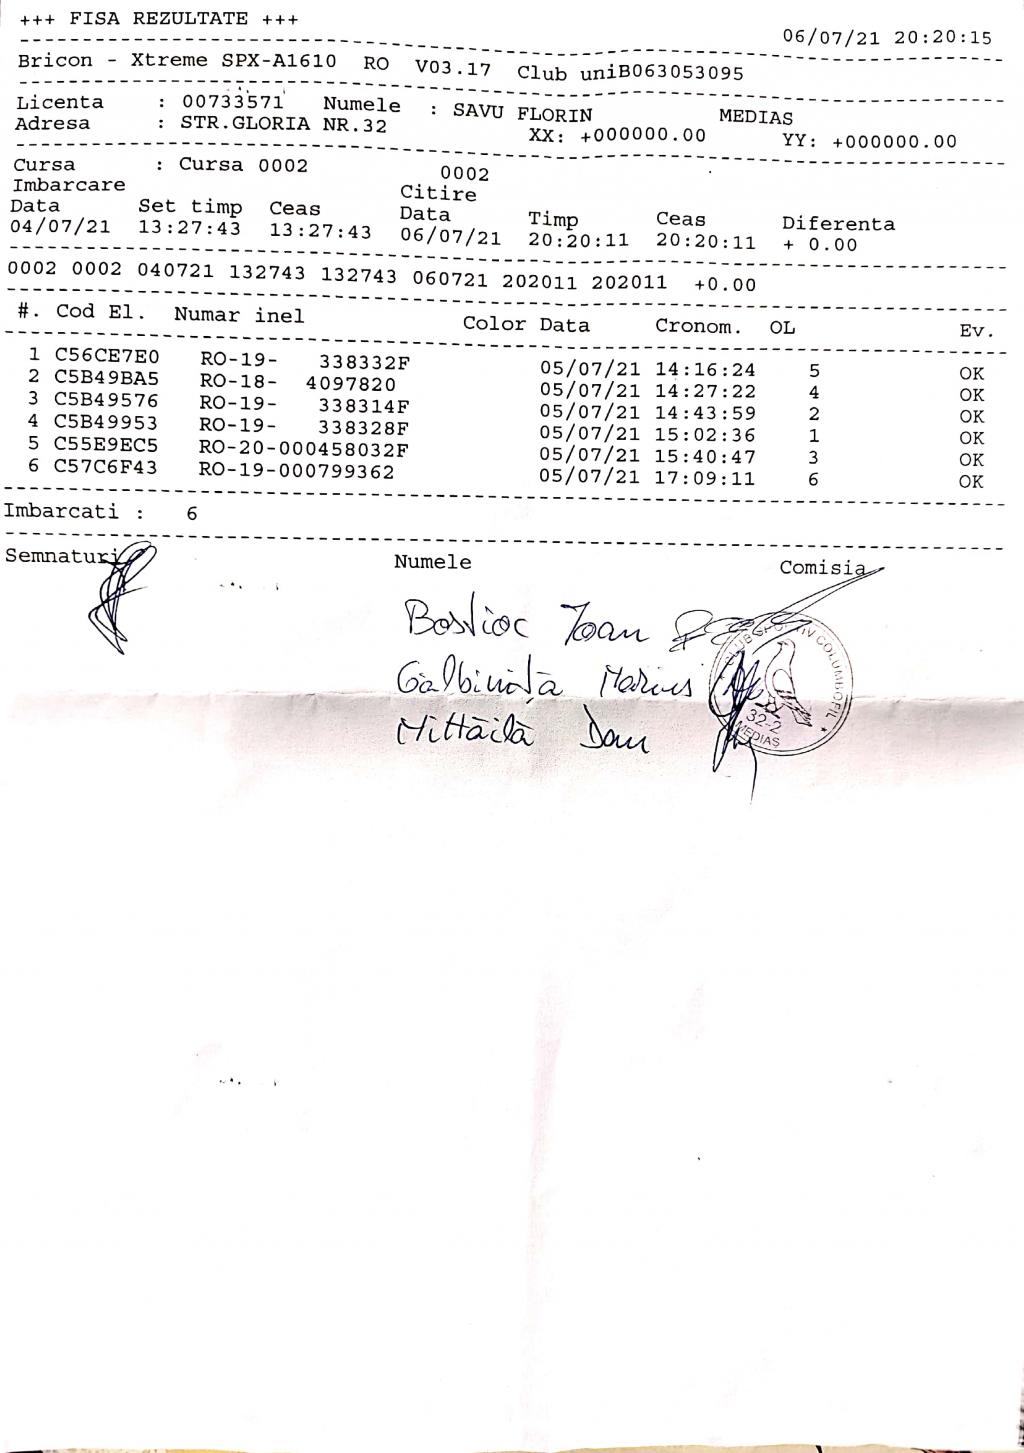 +++ FISA REZULTATE +++
06/07/21 20:20:15
Bricon - Xtreme SPX-A1610 RO V03.17 Club uniB063053095
Licenta : 00733571 Numele : SAVU FLORIN MEDIAS
Adresa : STR.GLORIA NR.32 XX: +000000.00 YY: +000000.00
Cursa : Cursa 0002 0002
Imbarcare Citire
Data Set timp Ceas Data Timp Ceas Diferenta
04/07/21 13:27:43 13:27:43 06/07/21 20:20:11 20:20:11 + 0.00
0002 0002 040721 132743 132743 060721 202011 202011 +0.00
#. Cod El. Numar inel Color Data Cronom. OL Ev.
1 C56CE7E0 RO-19- 338332F 05/07/21 14:16:24 5 OK
2 C5B49BA5 RO-18- 4097820 05/07/21 14:27:22 4 OK
3 C5B49576 RO-19- 338314F 05/07/21 14:43:59 2 OK
4 C5B49953 RO-19- 338328F 05/07/21 15:02:36 1 OK
5 C55E9EC5 RO-20-000458032F 05/07/21 15:40:47 3 OK
6 C57C6F43 RO-19-000799362 05/07/21 17:09:11 6 OK
Imbarcati : 6
Semnaturi Numele Comisia
Bostioc Ioan
Galbinață Marius
Mittăilă Dan
CLUB SPORTIV COLUMBOFIL
32-2
MEDIAȘ